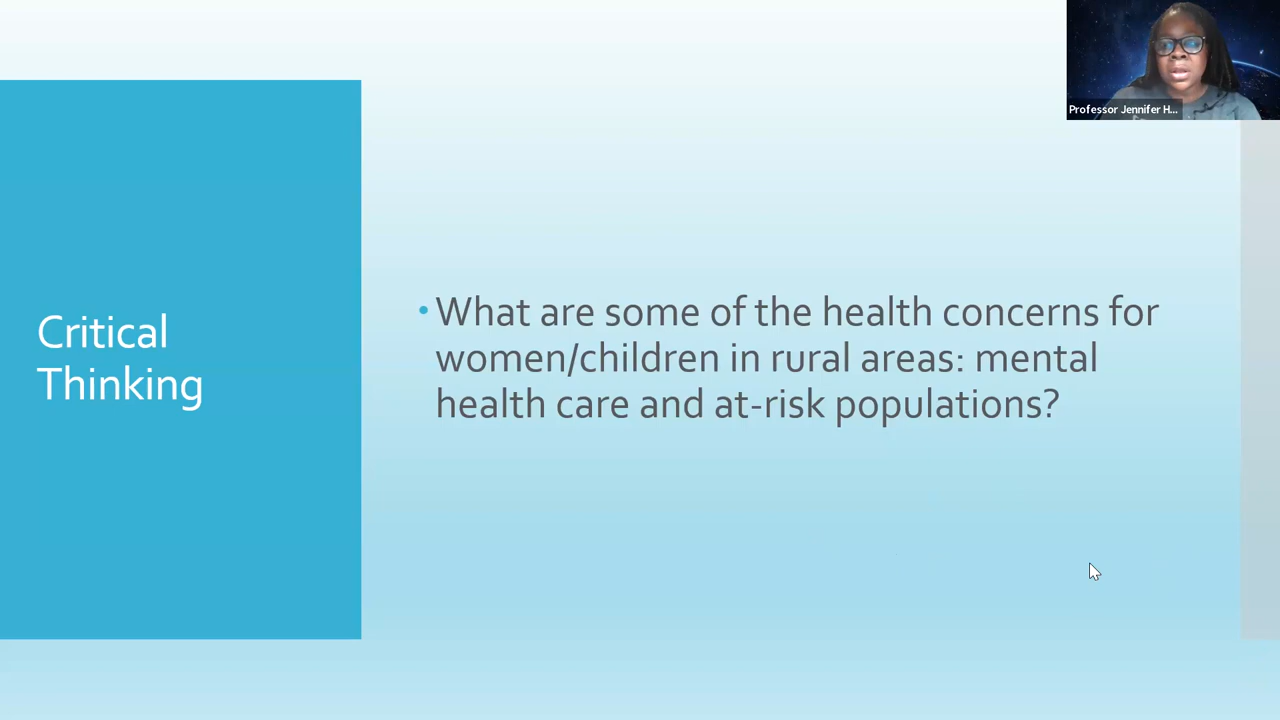 Professor Jennifer H...
Critical
Thinking
• What are some of the health concerns for
women/children in rural areas: mental
health care and at-risk populations?